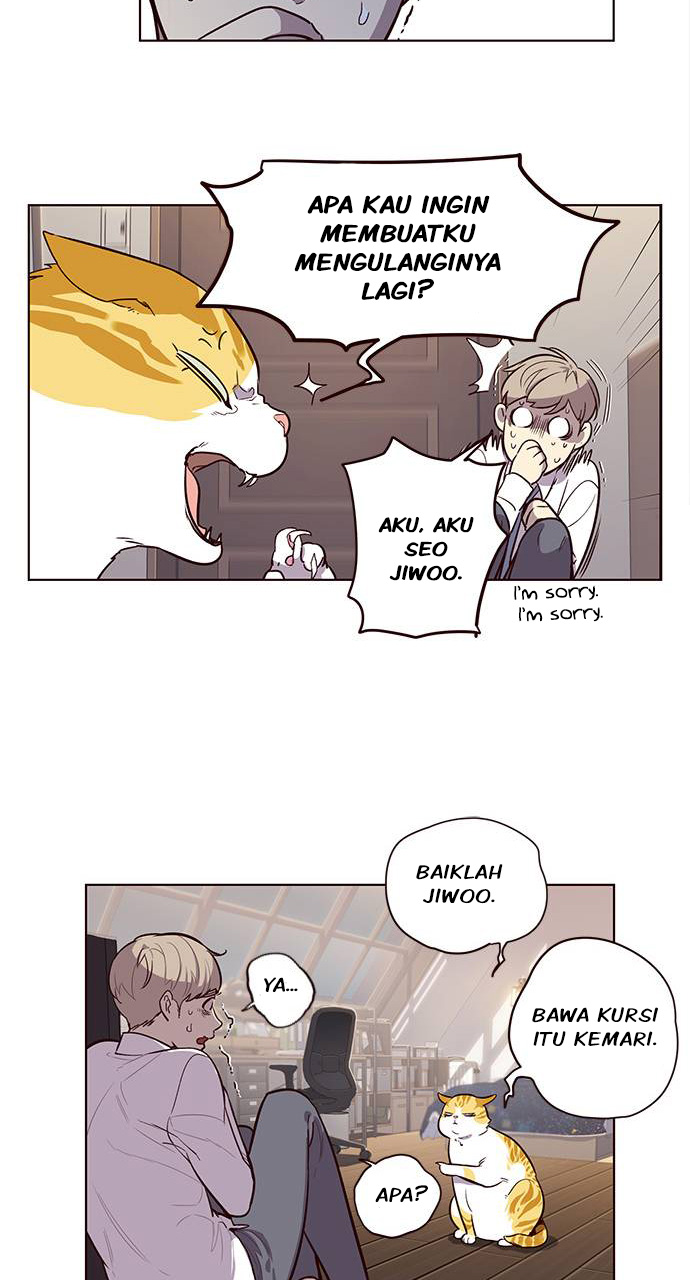 APA KAU INGIN
MEMBUATKU
MENGULANGINYA
LAGI?
AKU, AKU
SEO
JIWOO.
I'm sorry.
I'm sorry.
BAIKLAH
JIWOO.
YA...
BAWA KURSI
ITU KEMARI.
APA?